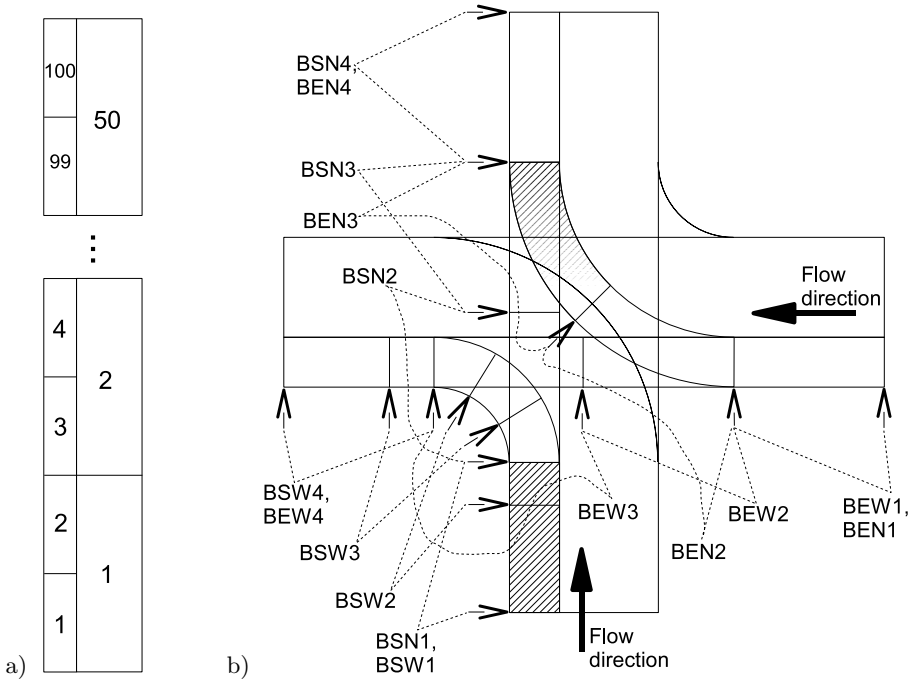 100
50
99
⋮
4
2
3
2
1
1
a)
BSN4,
BEN4
BSN3
BEN3
BSN2
Flow
direction
BSW4,
BEW4
BSW3
BSW2
BSN1,
BSW1
BEW3
BEW2
BEN2
BEW1,
BEN1
Flow
direction
b)